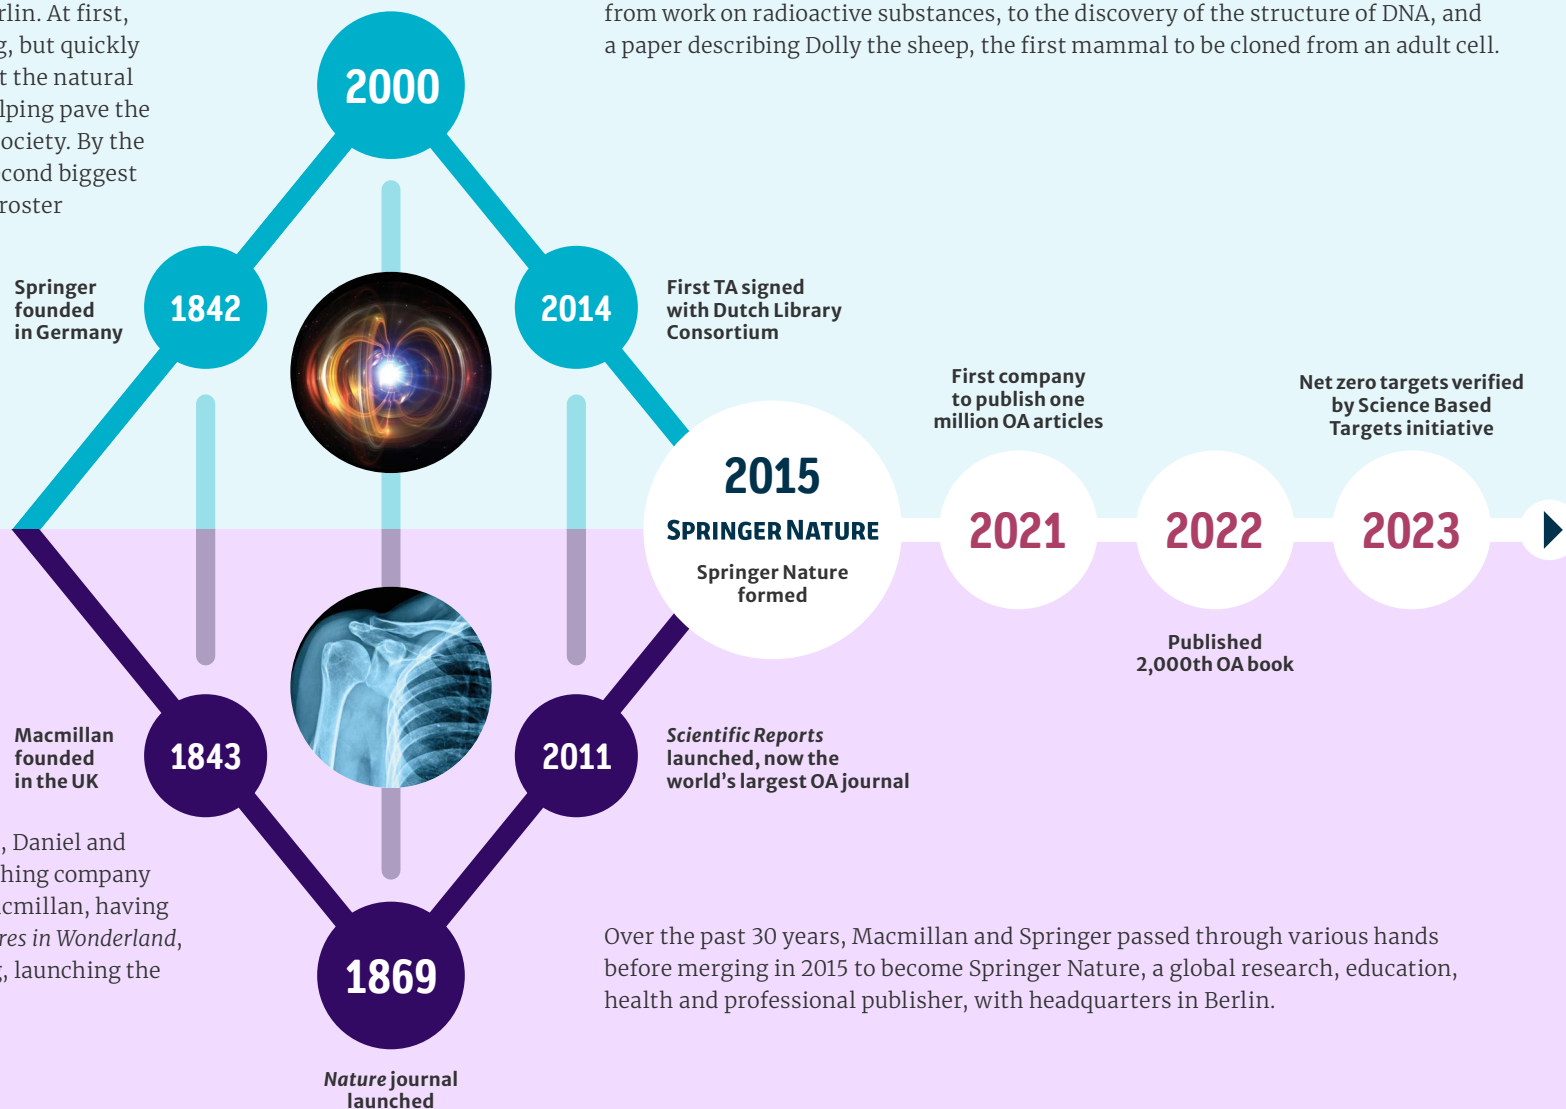 rlin. At first,
g, but quickly
t the natural
lping pave the
ociety. By the
cond biggest
roster
from work on radioactive substances, to the discovery of the structure of DNA, and
a paper describing Dolly the sheep, the first mammal to be cloned from an adult cell.
2000
Springer
founded
in Germany
1842
2014
First TA signed
with Dutch Library
Consortium
2015
SPRINGER NATURE
Springer Nature
formed
First company
to publish one
million OA articles
2021
2022
Published
2,000th OA book
Net zero targets verified
by Science Based
Targets initiative
2023
Macmillan
founded
in the UK
1843
2011
Scientific Reports
launched, now the
world's largest OA journal
, Daniel and
hing company
cmillan, having
res in Wonderland,
g, launching the
1869
Nature journal
launched
Over the past 30 years, Macmillan and Springer passed through various hands
before merging in 2015 to become Springer Nature, a global research, education,
health and professional publisher, with headquarters in Berlin.